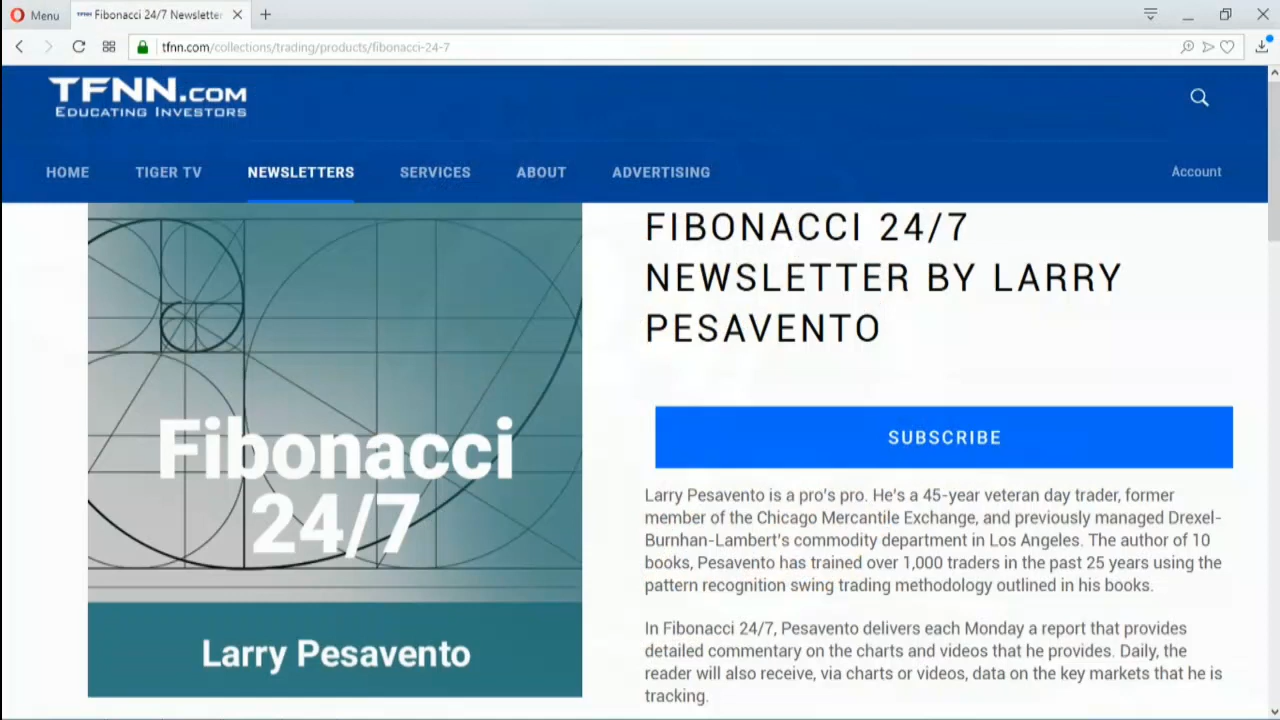 Menu
Fibonacci 24/7 Newsletter
tfnn.com/collections/trading/products/fibonacci-24-7
TFNN.COM
EDUCATING INVESTORS
HOME TIGER TV NEWSLETTERS SERVICES ABOUT ADVERTISING Account
Fibonacci
24/7
Larry Pesavento
FIBONACCI 24/7
NEWSLETTER BY LARRY
PESAVENTO
SUBSCRIBE
Larry Pesavento is a pro's pro. He's a 45-year veteran day trader, former
member of the Chicago Mercantile Exchange, and previously managed Drexel-
Burnhan-Lambert's commodity department in Los Angeles. The author of 10
books, Pesavento has trained over 1,000 traders in the past 25 years using the
pattern recognition swing trading methodology outlined in his books.
In Fibonacci 24/7, Pesavento delivers each Monday a report that provides
detailed commentary on the charts and videos that he provides. Daily, the
reader will also receive, via charts or videos, data on the key markets that he is
tracking.